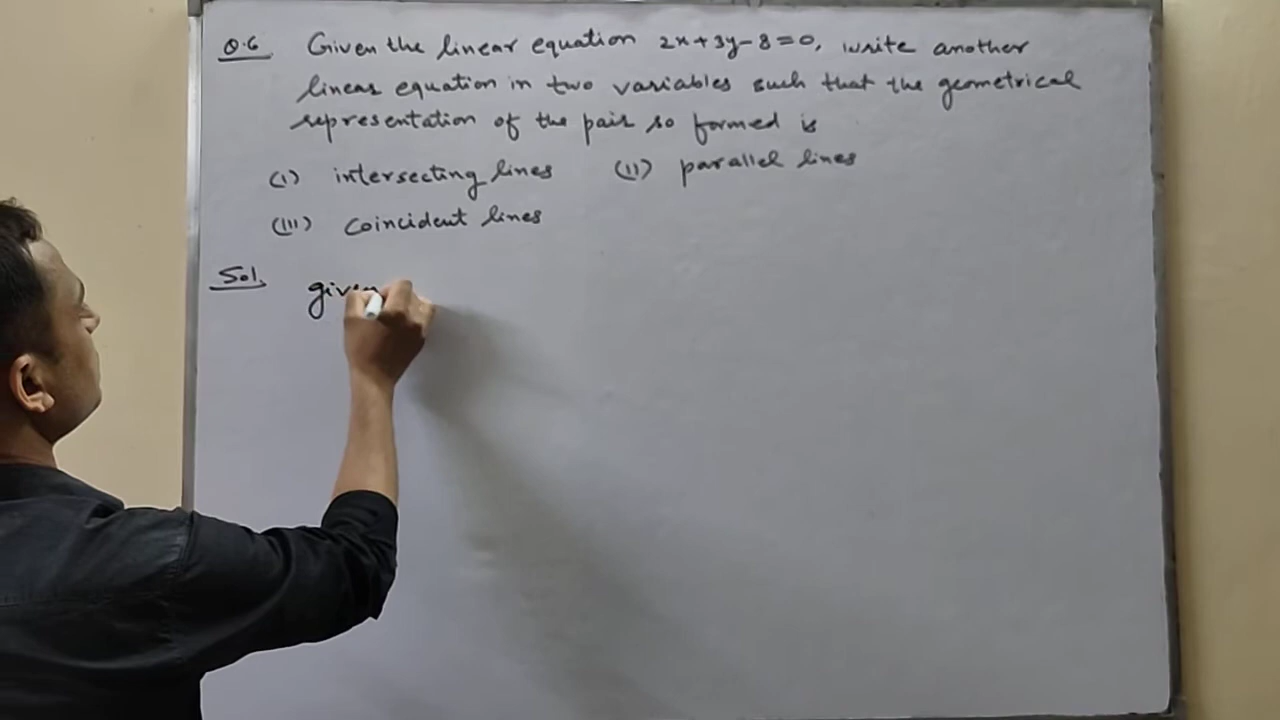 Q.6 Given the linear equation 2x+3y-8=0, write another
linear equation in two variables such that the geometrical
representation of the pair so formed is
(I) intersecting lines (II) parallel lines
(III) coincident lines
Sol. given